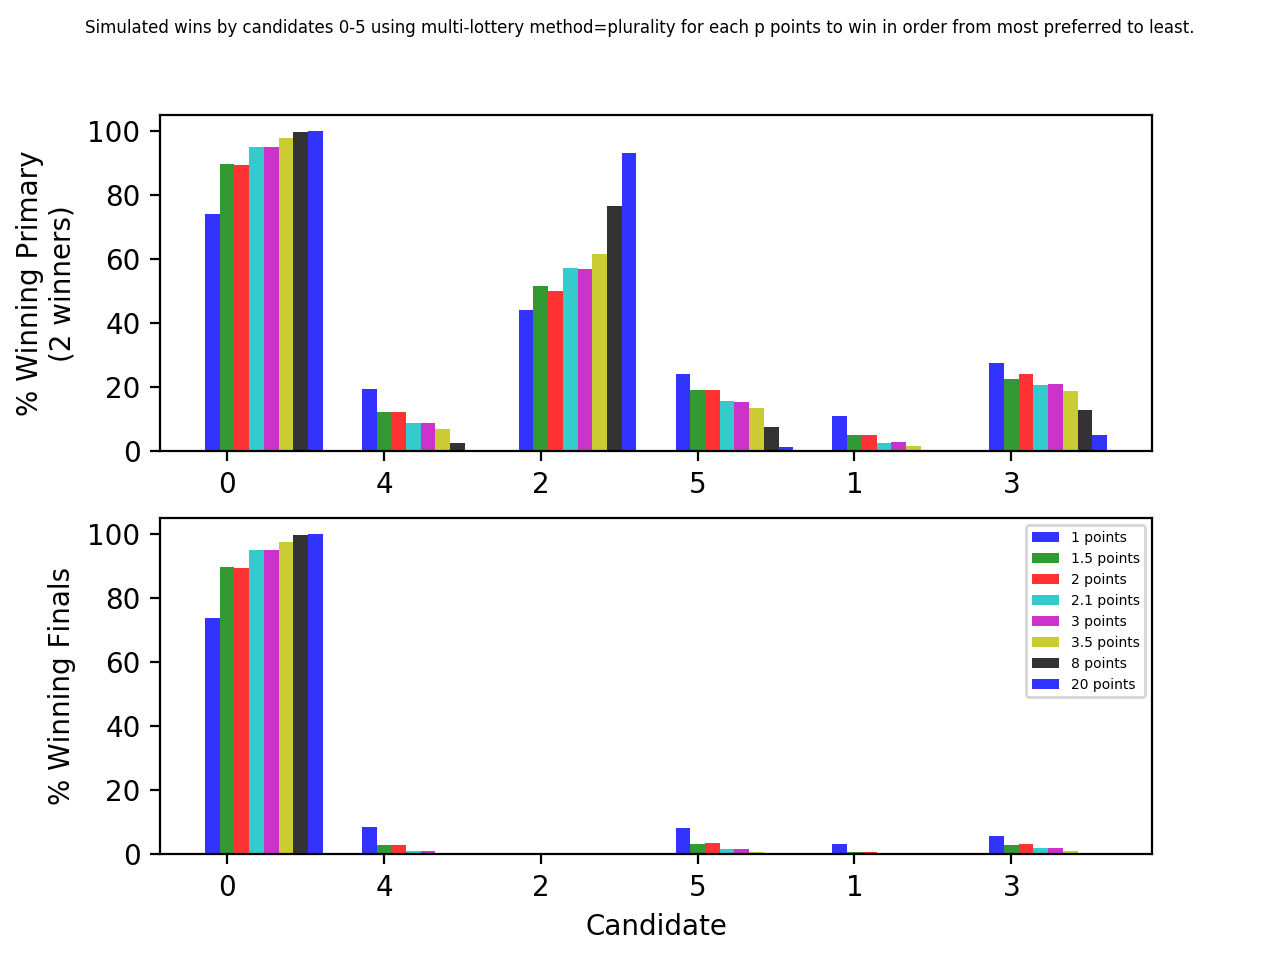 Simulated wins by candidates 0-5 using multi-lottery method=plurality for each p points to win in order from most preferred to least.
% Winning Primary
(2 winners)
100
80
60
40
20
0
0 4 2 5 1 3
% Winning Finals
100
80
60
40
20
0
1 points
1.5 points
2 points
2.1 points
3 points
3.5 points
8 points
20 points
0 4 2 5 1 3
Candidate